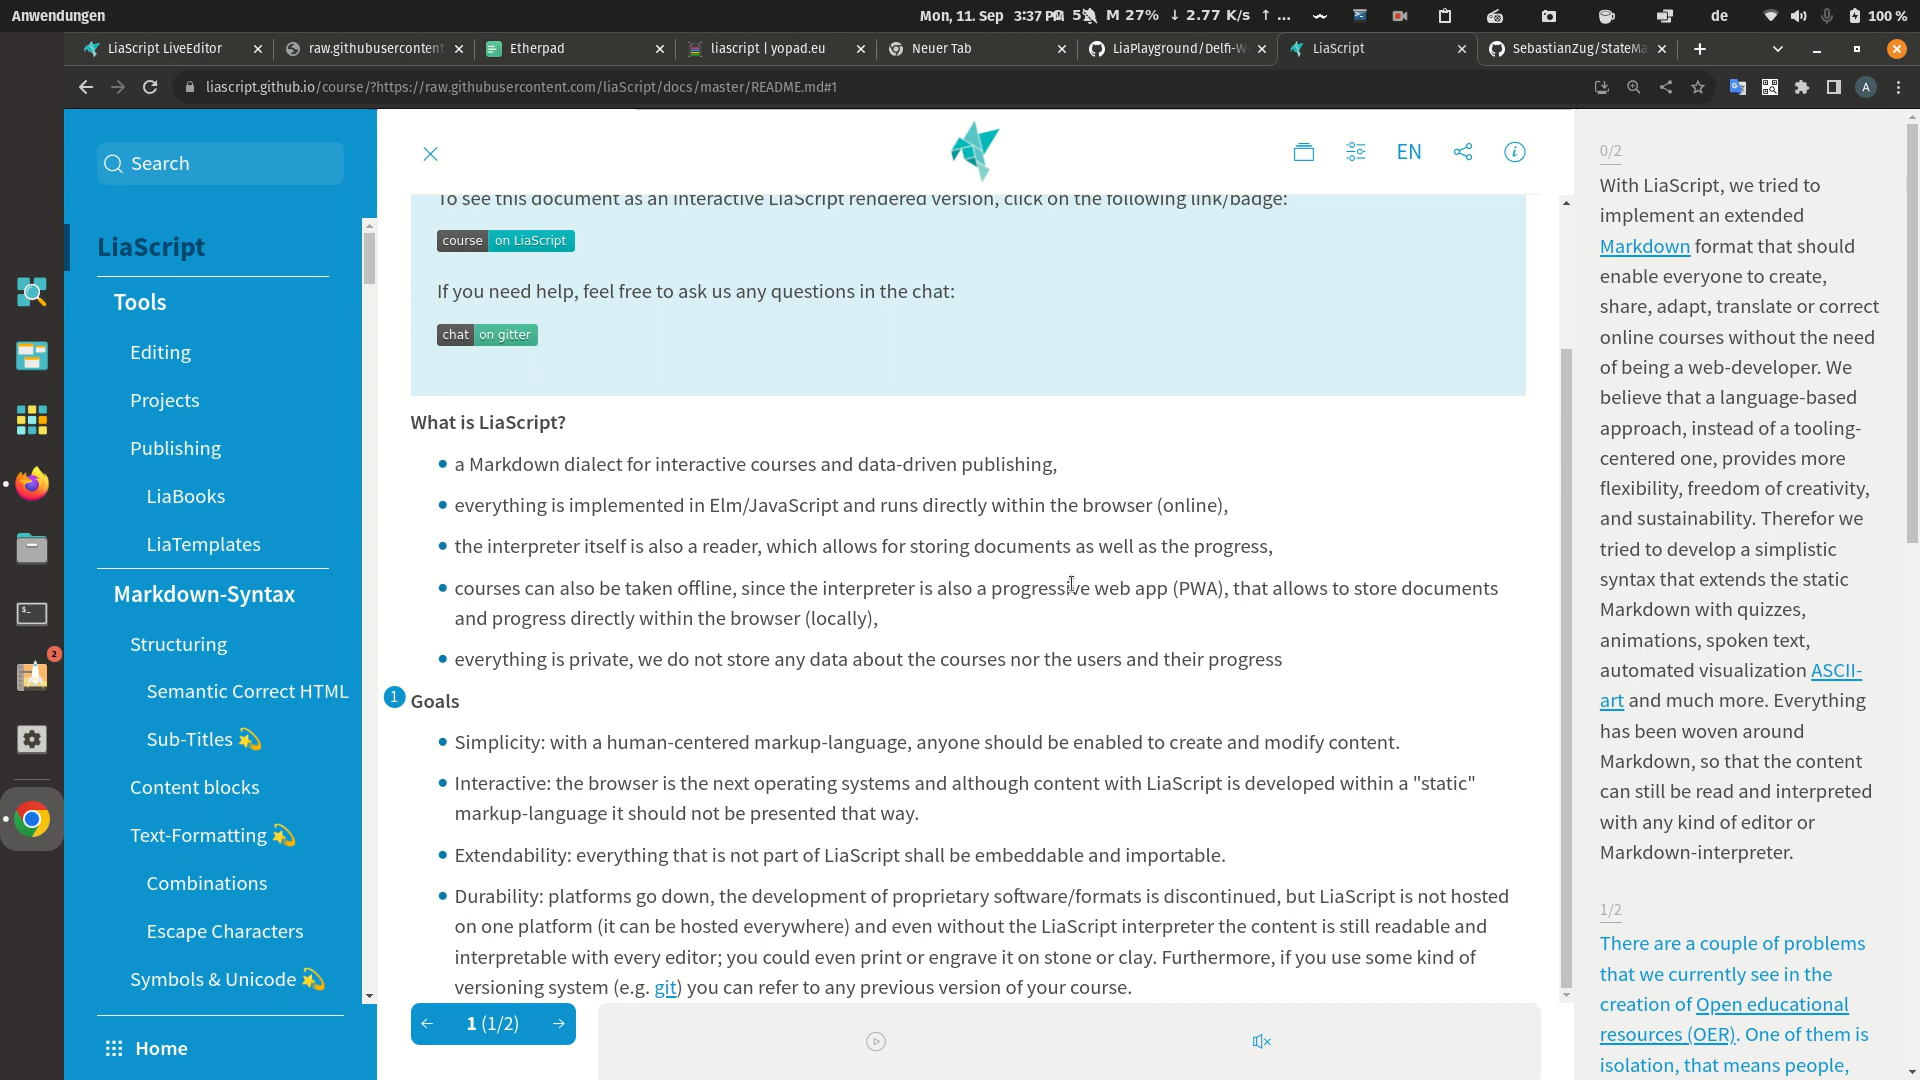 Anwendungen
Mon, 11. Sep 3:37 PM
M 27% ↓ 2.77 K/s ↑ ...
de
100 %
LiaScript LiveEditor
raw.githubusercontent
Etherpad
liascript | yopad.eu
Neuer Tab
LiaPlayground/Delfi-W
LiaScript
SebastianZug/StateMa
liascript.github.io/course/?https://raw.githubusercontent.com/liaScript/docs/master/README.md#1
A
2
Search
LiaScript
Tools
Editing
Projects
Publishing
LiaBooks
LiaTemplates
Markdown-Syntax
Structuring
Semantic Correct HTML
Sub-Titles 💫
Content blocks
Text-Formatting 💫
Combinations
Escape Characters
Symbols & Unicode 💫
Home
EN
To see this document as an interactive LiaScript rendered version, click on the following link/badge:
course on LiaScript
If you need help, feel free to ask us any questions in the chat:
chat on gitter
What is LiaScript?
a Markdown dialect for interactive courses and data-driven publishing,
everything is implemented in Elm/JavaScript and runs directly within the browser (online),
the interpreter itself is also a reader, which allows for storing documents as well as the progress,
courses can also be taken offline, since the interpreter is also a progressive web app (PWA), that allows to store documents
and progress directly within the browser (locally),
everything is private, we do not store any data about the courses nor the users and their progress
1 Goals
Simplicity: with a human-centered markup-language, anyone should be enabled to create and modify content.
Interactive: the browser is the next operating systems and although content with LiaScript is developed within a "static"
markup-language it should not be presented that way.
Extendability: everything that is not part of LiaScript shall be embeddable and importable.
Durability: platforms go down, the development of proprietary software/formats is discontinued, but LiaScript is not hosted
on one platform (it can be hosted everywhere) and even without the LiaScript interpreter the content is still readable and
interpretable with every editor; you could even print or engrave it on stone or clay. Furthermore, if you use some kind of
versioning system (e.g. git) you can refer to any previous version of your course.
← 1 (1/2) →
0/2
With LiaScript, we tried to
implement an extended
Markdown format that should
enable everyone to create,
share, adapt, translate or correct
online courses without the need
of being a web-developer. We
believe that a language-based
approach, instead of a tooling-
centered one, provides more
flexibility, freedom of creativity,
and sustainability. Therefor we
tried to develop a simplistic
syntax that extends the static
Markdown with quizzes,
animations, spoken text,
automated visualization ASCII-
art and much more. Everything
has been woven around
Markdown, so that the content
can still be read and interpreted
with any kind of editor or
Markdown-interpreter.
1/2
There are a couple of problems
that we currently see in the
creation of Open educational
resources (OER). One of them is
isolation, that means people,